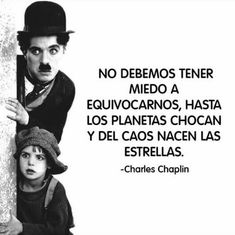 NO DEBEMOS TENER
MIEDO A
EQUIVOCARNOS, HASTA
LOS PLANETAS CHOCAN
Y DEL CAOS NACEN LAS
ESTRELLAS.
-Charles Chaplin